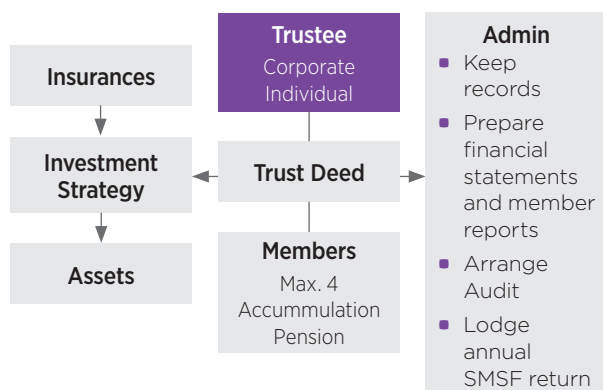 Trustee
Corporate
Individual
Insurances
Investment
Strategy
Assets
Trust Deed
Members
Max. 4
Accummulation
Pension
Admin
Keep
records
Prepare
financial
statements
and member
reports
Arrange
Audit
Lodge
annual
SMSF return